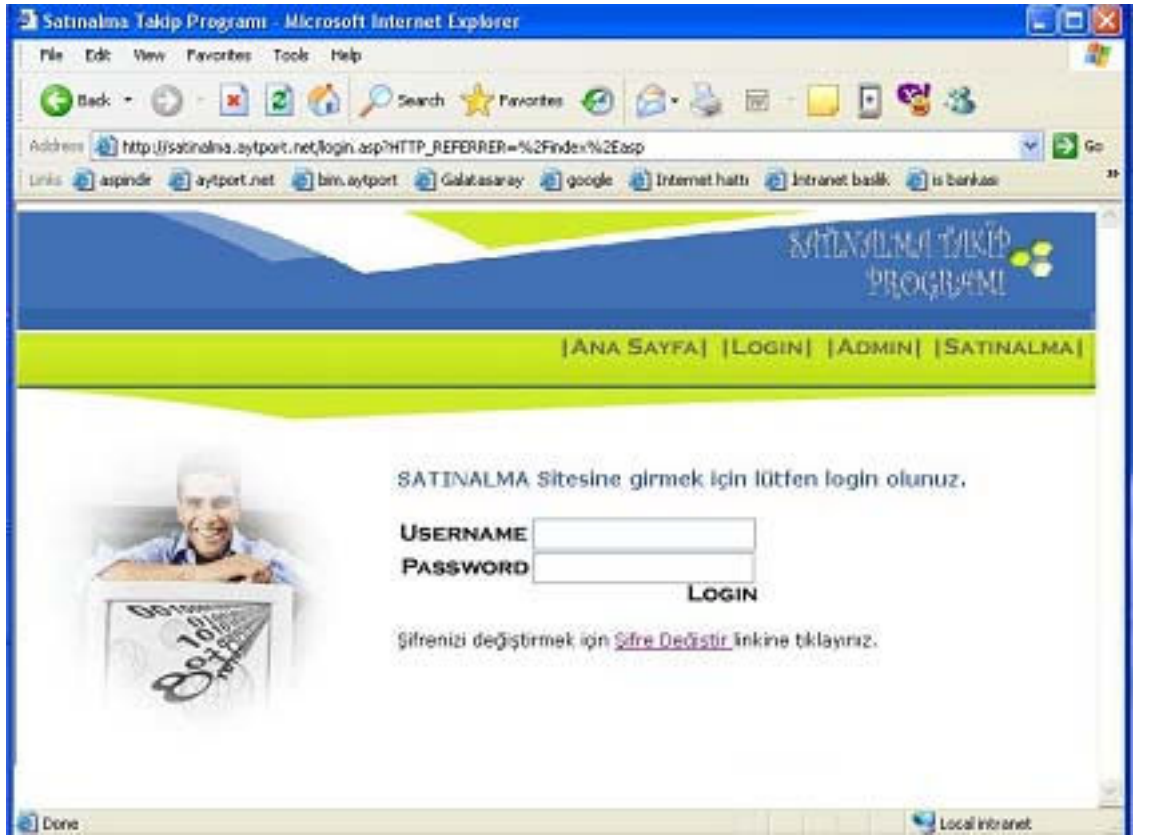 Satınalma Takip Programı - Microsoft Internet Explorer
File Edit View Favorites Tools Help
Back Search Favorites
Address http://satinalma.aytport.net/login.asp?HTTP_REFERRER=%2Findex%2Easp Go
Links aspindir aytport.net bim.aytport Galatasaray google Internet hattı Intranet baslik is bankası
SATINALMA TAKİP
PROGRAMI
|ANA SAYFA| |LOGIN| |ADMIN| |SATINALMA|
SATINALMA Sitesine girmek için lütfen login olunuz.
USERNAME
PASSWORD
LOGIN
Şifrenizi değiştirmek için Şifre Değiştir linkine tıklayınız.
Done Local intranet